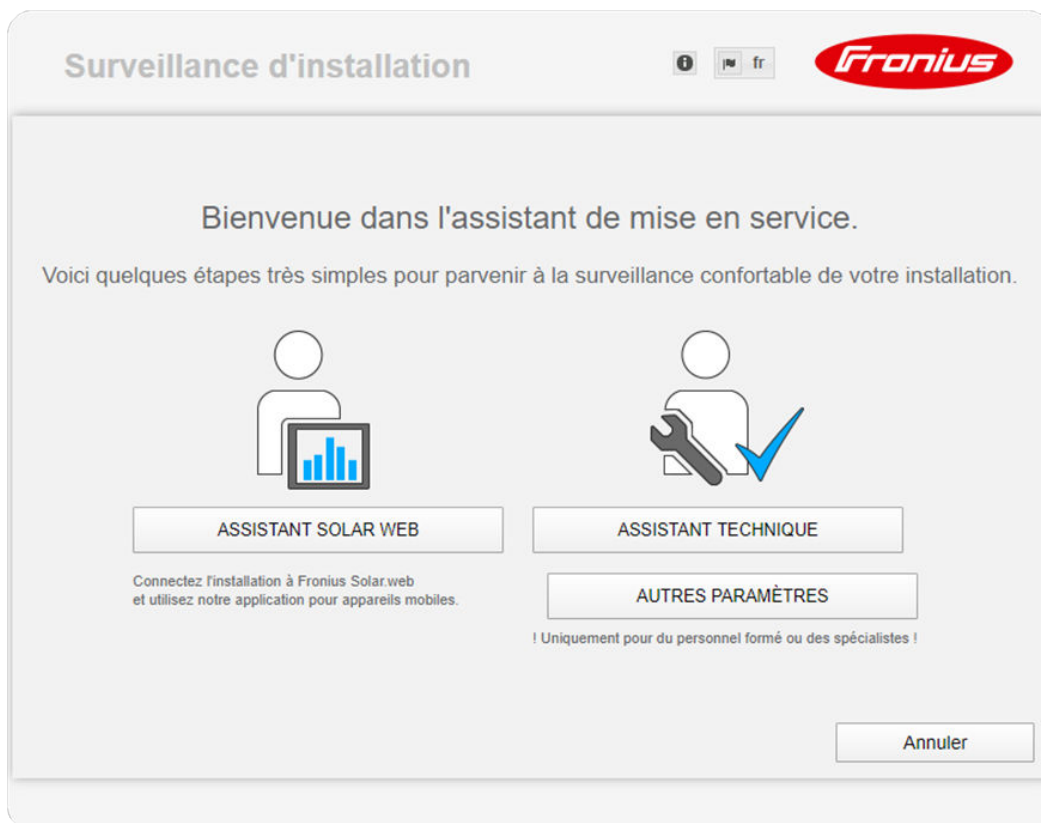 Surveillance d'installation
fr
Fronius
Bienvenue dans l'assistant de mise en service.
Voici quelques étapes très simples pour parvenir à la surveillance confortable de votre installation.
ASSISTANT SOLAR WEB
ASSISTANT TECHNIQUE
Connectez l'installation à Fronius Solar.web
et utilisez notre application pour appareils mobiles.
AUTRES PARAMÈTRES
! Uniquement pour du personnel formé ou des spécialistes !
Annuler